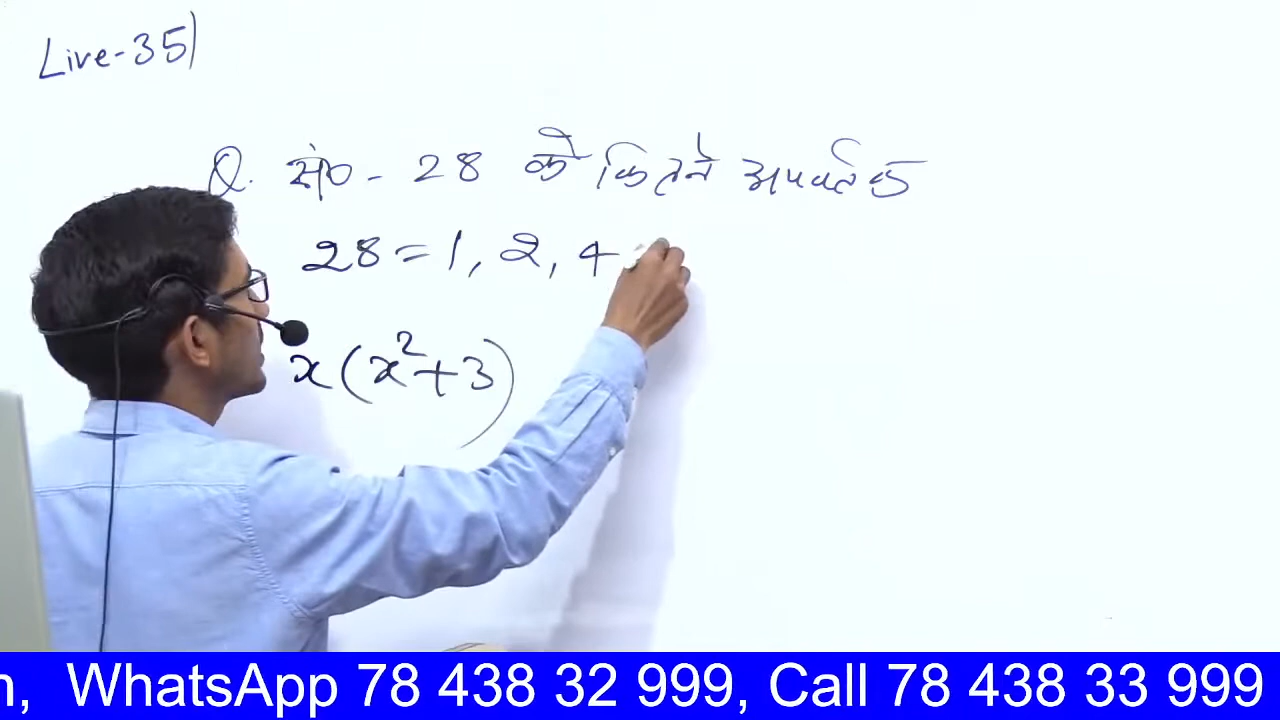 Live-35)
Q. सं० - 28 के कितने अपवर्तक
28 = 1, 2, 4
x(x²+3)
n, WhatsApp 78 438 32 999, Call 78 438 33 999